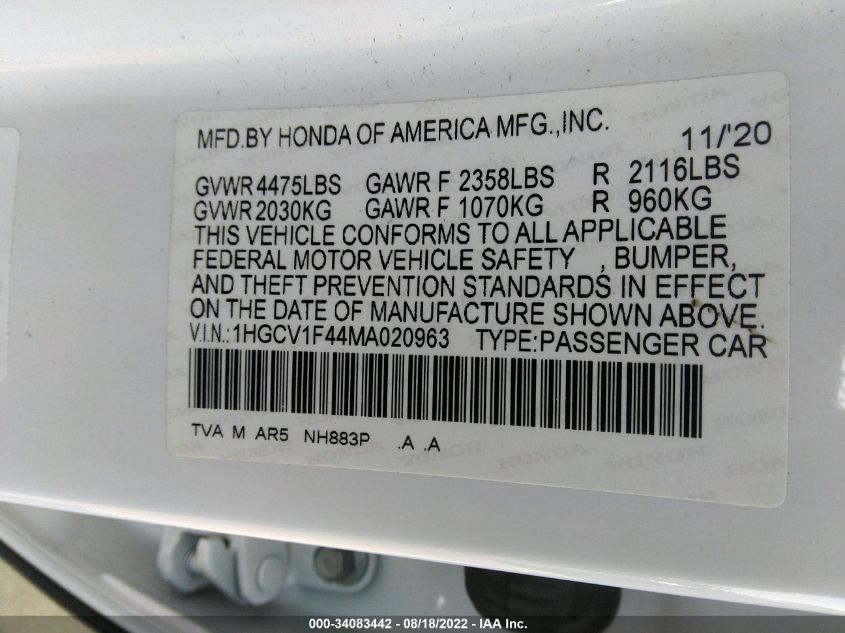 MFD.BY HONDA OF AMERICA MFG.,INC. 11/'20
GVWR 4475LBS GAWR F 2358LBS R 2116LBS
GVWR 2030KG GAWR F 1070KG R 960KG
THIS VEHICLE CONFORMS TO ALL APPLICABLE
FEDERAL MOTOR VEHICLE SAFETY , BUMPER,
AND THEFT PREVENTION STANDARDS IN EFFECT
ON THE DATE OF MANUFACTURE SHOWN ABOVE.
V.I.N.:1HGCV1F44MA020963 TYPE:PASSENGER CAR
TVA M AR5 NH883P .A .A
HONDA HONDA HONDA
000-34083442 - 08/18/2022 - IAA Inc.